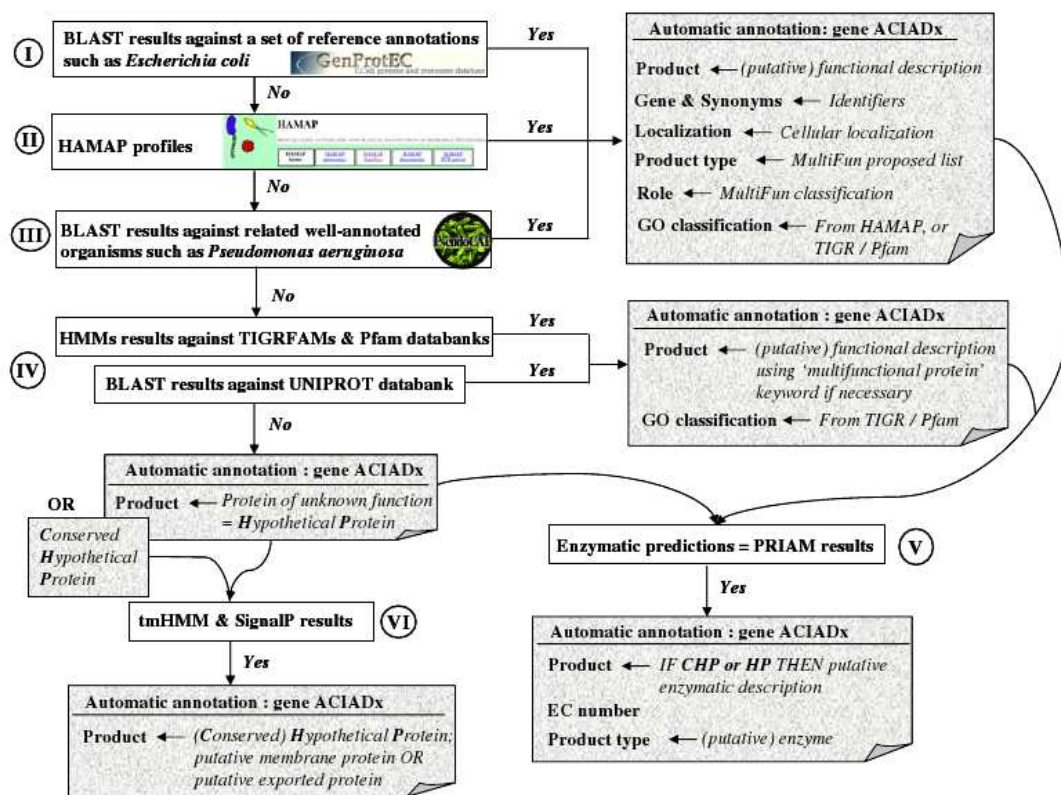 I
BLAST results against a set of reference annotations
such as Escherichia coli
GenProtEC
Yes
No
II
HAMAP profiles
HAMAP
Yes
No
III
BLAST results against related well-annotated
organisms such as Pseudomonas aeruginosa
PseudoCAP
Yes
No
Automatic annotation: gene ACIADx
Product ← (putative) functional description
Gene & Synonyms ← Identifiers
Localization ← Cellular localization
Product type ← MultiFun proposed list
Role ← MultiFun classification
GO classification ← From HAMAP, or
TIGR / Pfam
IV
HMMs results against TIGRFAMs & Pfam databanks
Yes
BLAST results against UNIPROT databank
Yes
No
Automatic annotation : gene ACIADx
Product ← (putative) functional description
using ‘multifunctional protein’
keyword if necessary
GO classification ← From TIGR / Pfam
Automatic annotation : gene ACIADx
Product ← Protein of unknown function
= Hypothetical Protein
OR
Conserved
Hypothetical
Protein
Enzymatic predictions = PRIAM results
V
Yes
tmHMM & SignalP results
VI
Yes
Automatic annotation : gene ACIADx
Product ← IF CHP or HP THEN putative
enzymatic description
EC number
Product type ← (putative) enzyme
Automatic annotation : gene ACIADx
Product ← (Conserved) Hypothetical Protein;
putative membrane protein OR
putative exported protein